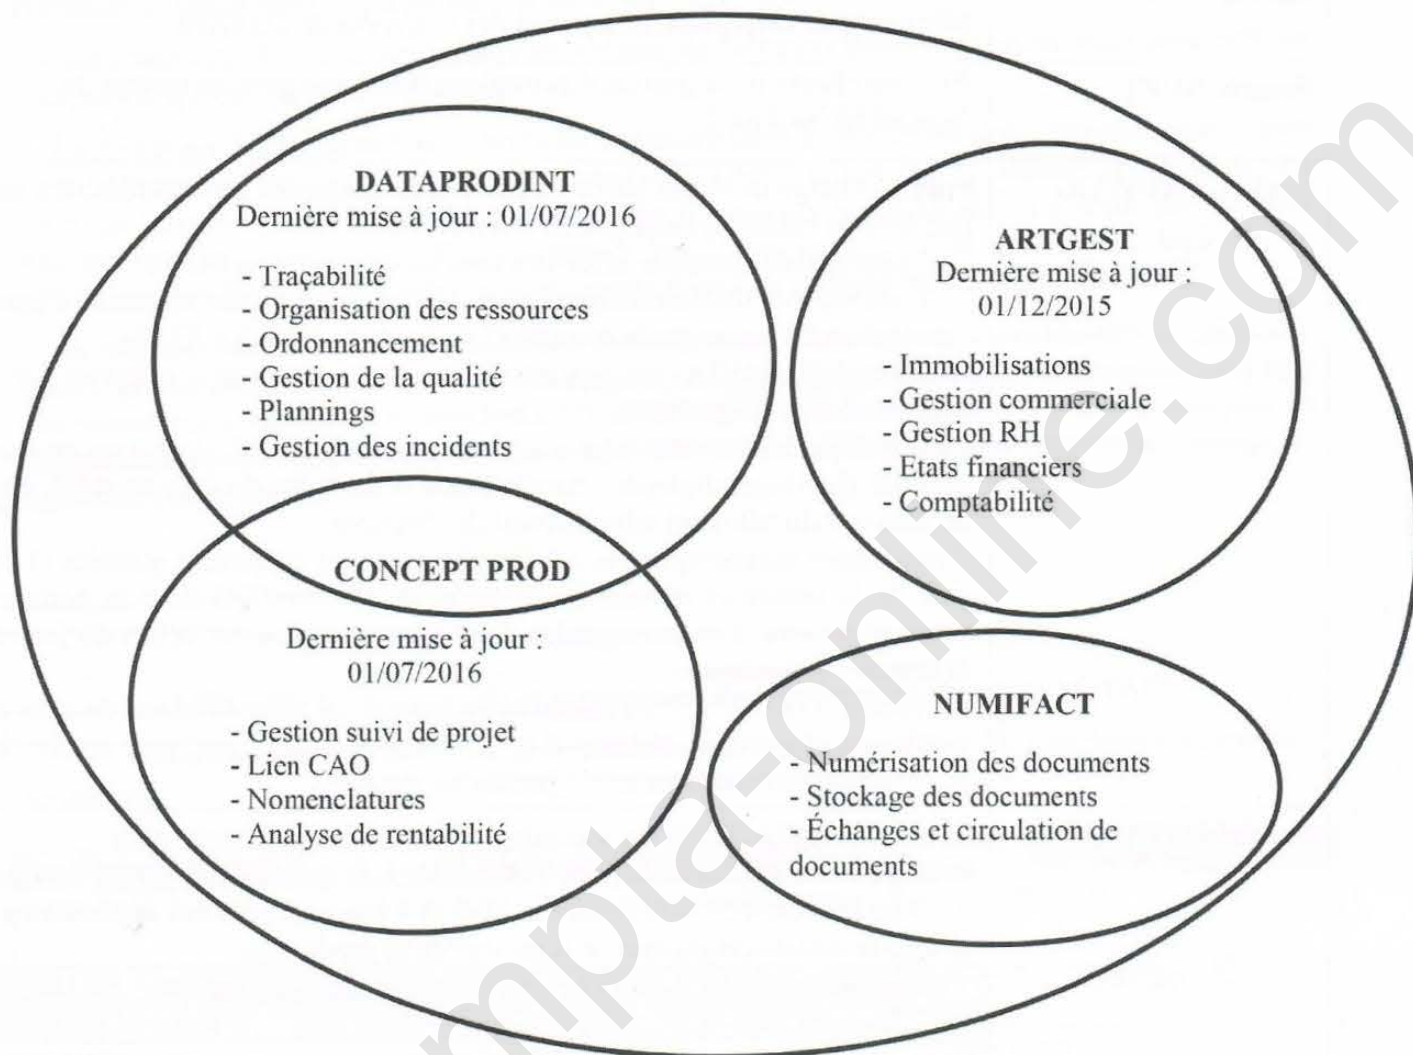 DATAPRODINT
Dernière mise à jour : 01/07/2016
- Traçabilité
- Organisation des ressources
- Ordonnancement
- Gestion de la qualité
- Plannings
- Gestion des incidents
ARTGEST
Dernière mise à jour :
01/12/2015
- Immobilisations
- Gestion commerciale
- Gestion RH
- Etats financiers
- Comptabilité
CONCEPT PROD
Dernière mise à jour :
01/07/2016
- Gestion suivi de projet
- Lien CAO
- Nomenclatures
- Analyse de rentabilité
NUMIFACT
- Numérisation des documents
- Stockage des documents
- Échanges et circulation de
documents
mpta-online.com